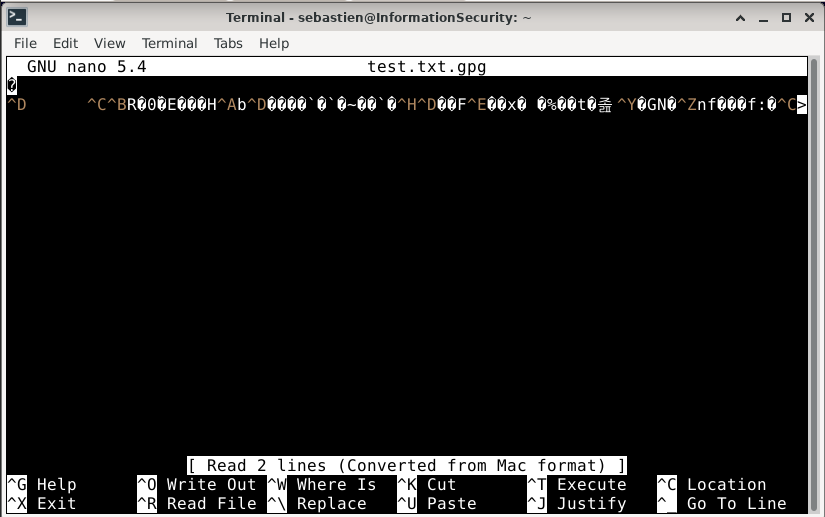 Terminal - sebastien@InformationSecurity: ~
File Edit View Terminal Tabs Help
GNU nano 5.4 test.txt.gpg
�
^D ^C^BR�0�E���H^Ab^D����`�`�~��`�^H^D��F^E��x� �%��t�좀^Y�GN�^Znf���f:�^C>
[ Read 2 lines (Converted from Mac format) ]
^G Help ^O Write Out ^W Where Is ^K Cut ^T Execute ^C Location
^X Exit ^R Read File ^\ Replace ^U Paste ^J Justify ^_ Go To Line